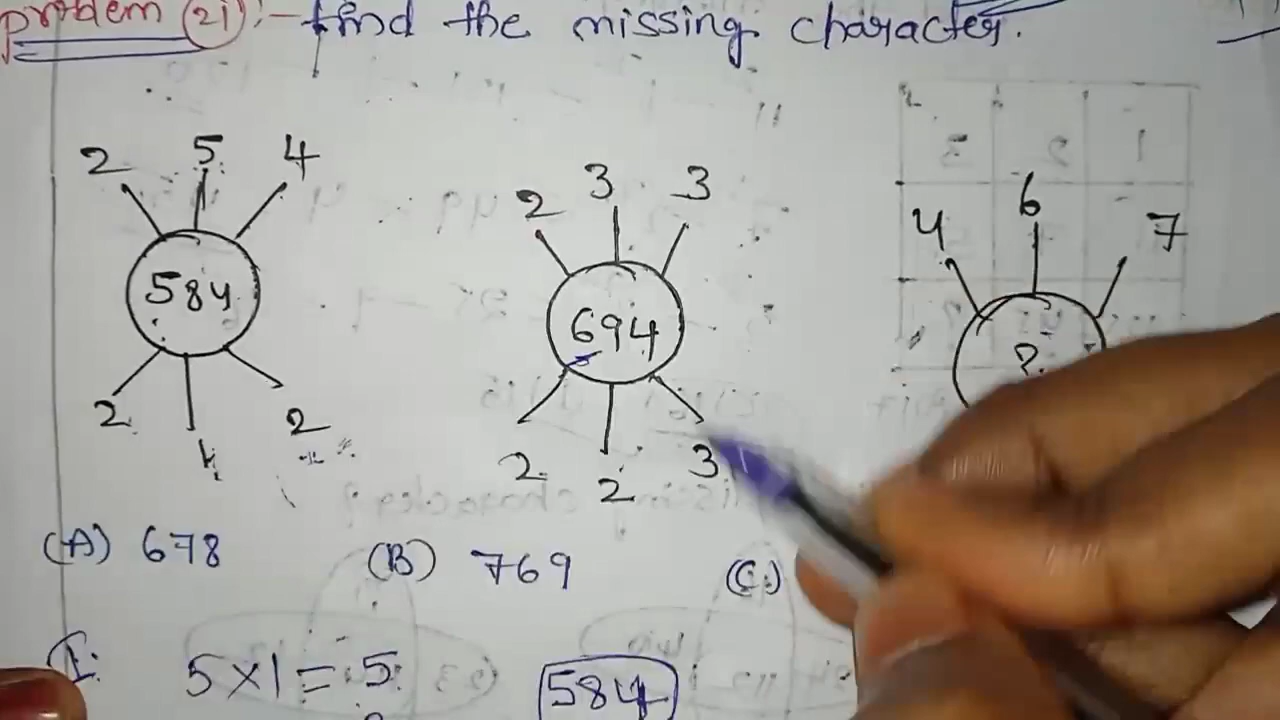 problem (21):- find the missing character.
2 5 4
2 3 3
4 6 7
584
694
?
2 1 2
2 2 3
(A) 678 (B) 769 (C)
I: 5×1=5 584